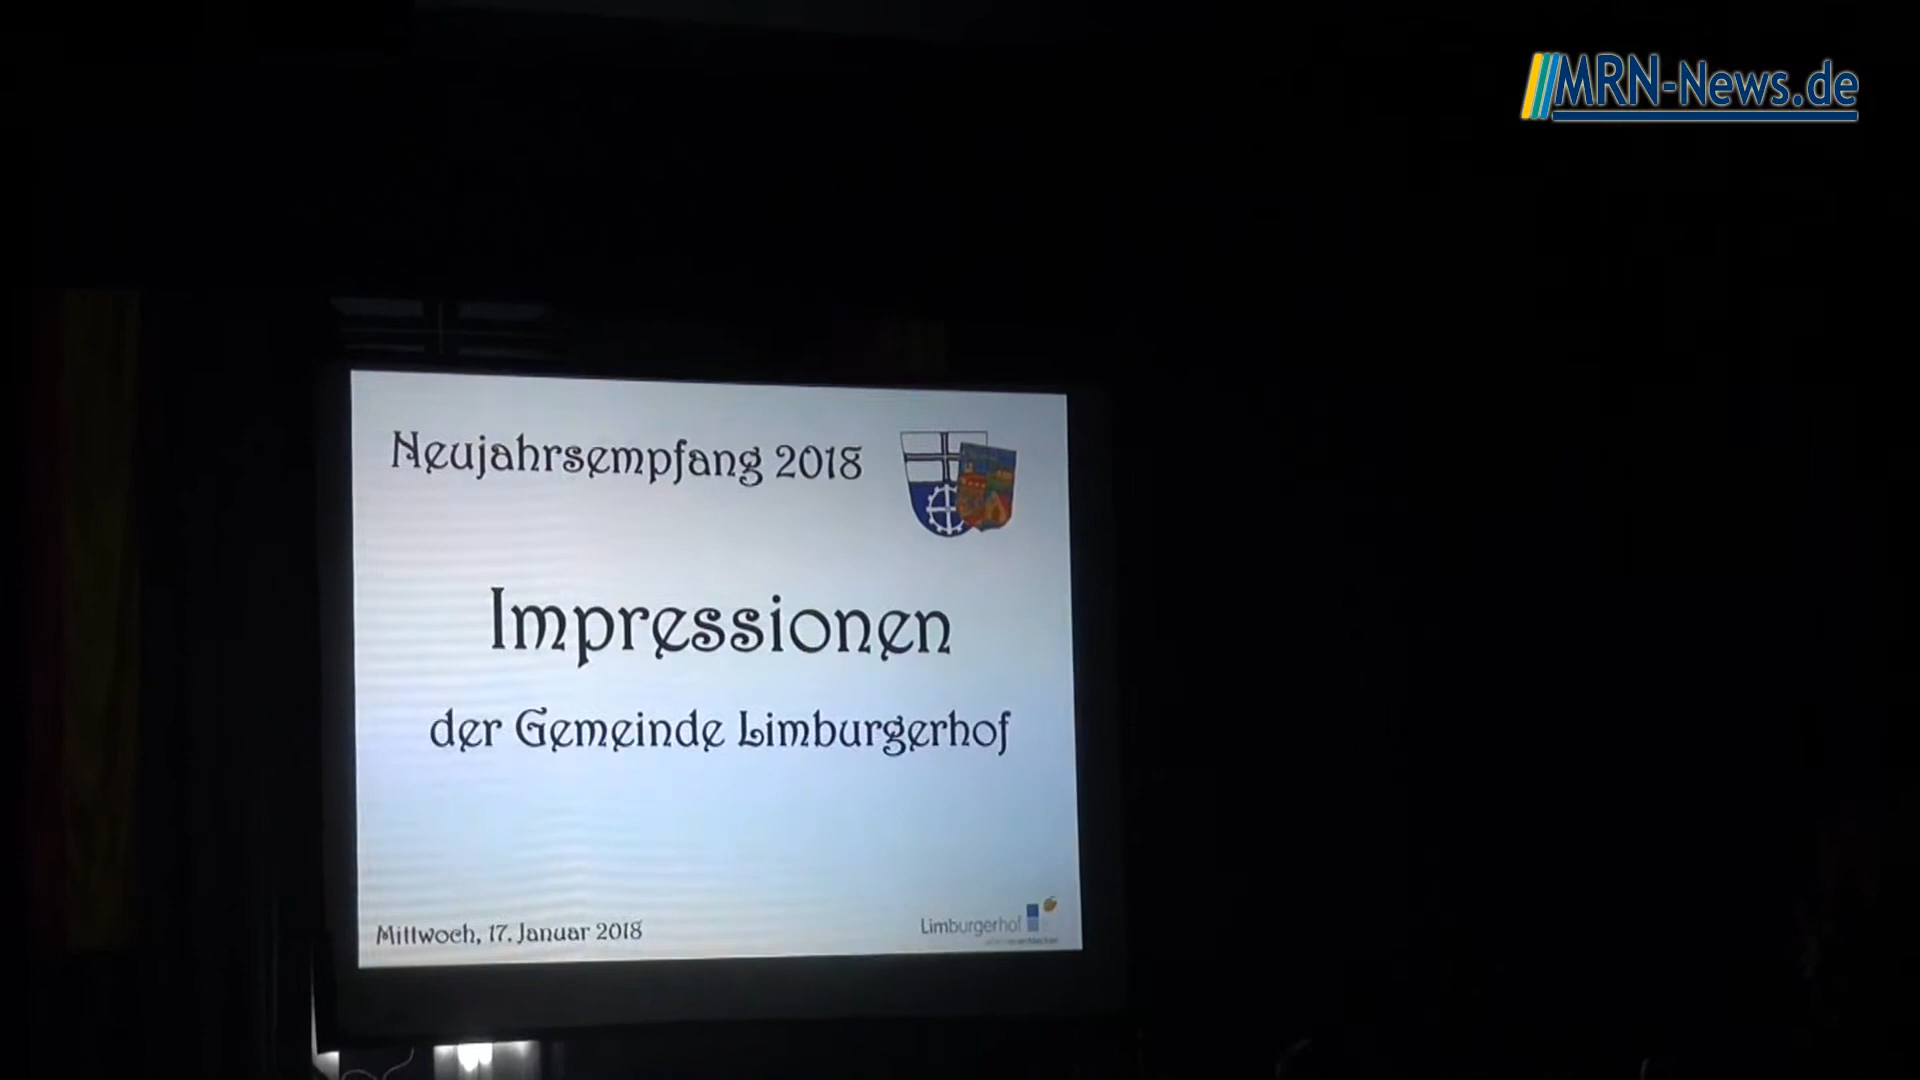 MRN-News.de
Neujahrsempfang 2018
Impressionen
der Gemeinde Limburgerhof
Mittwoch, 17. Januar 2018
Limburgerhof